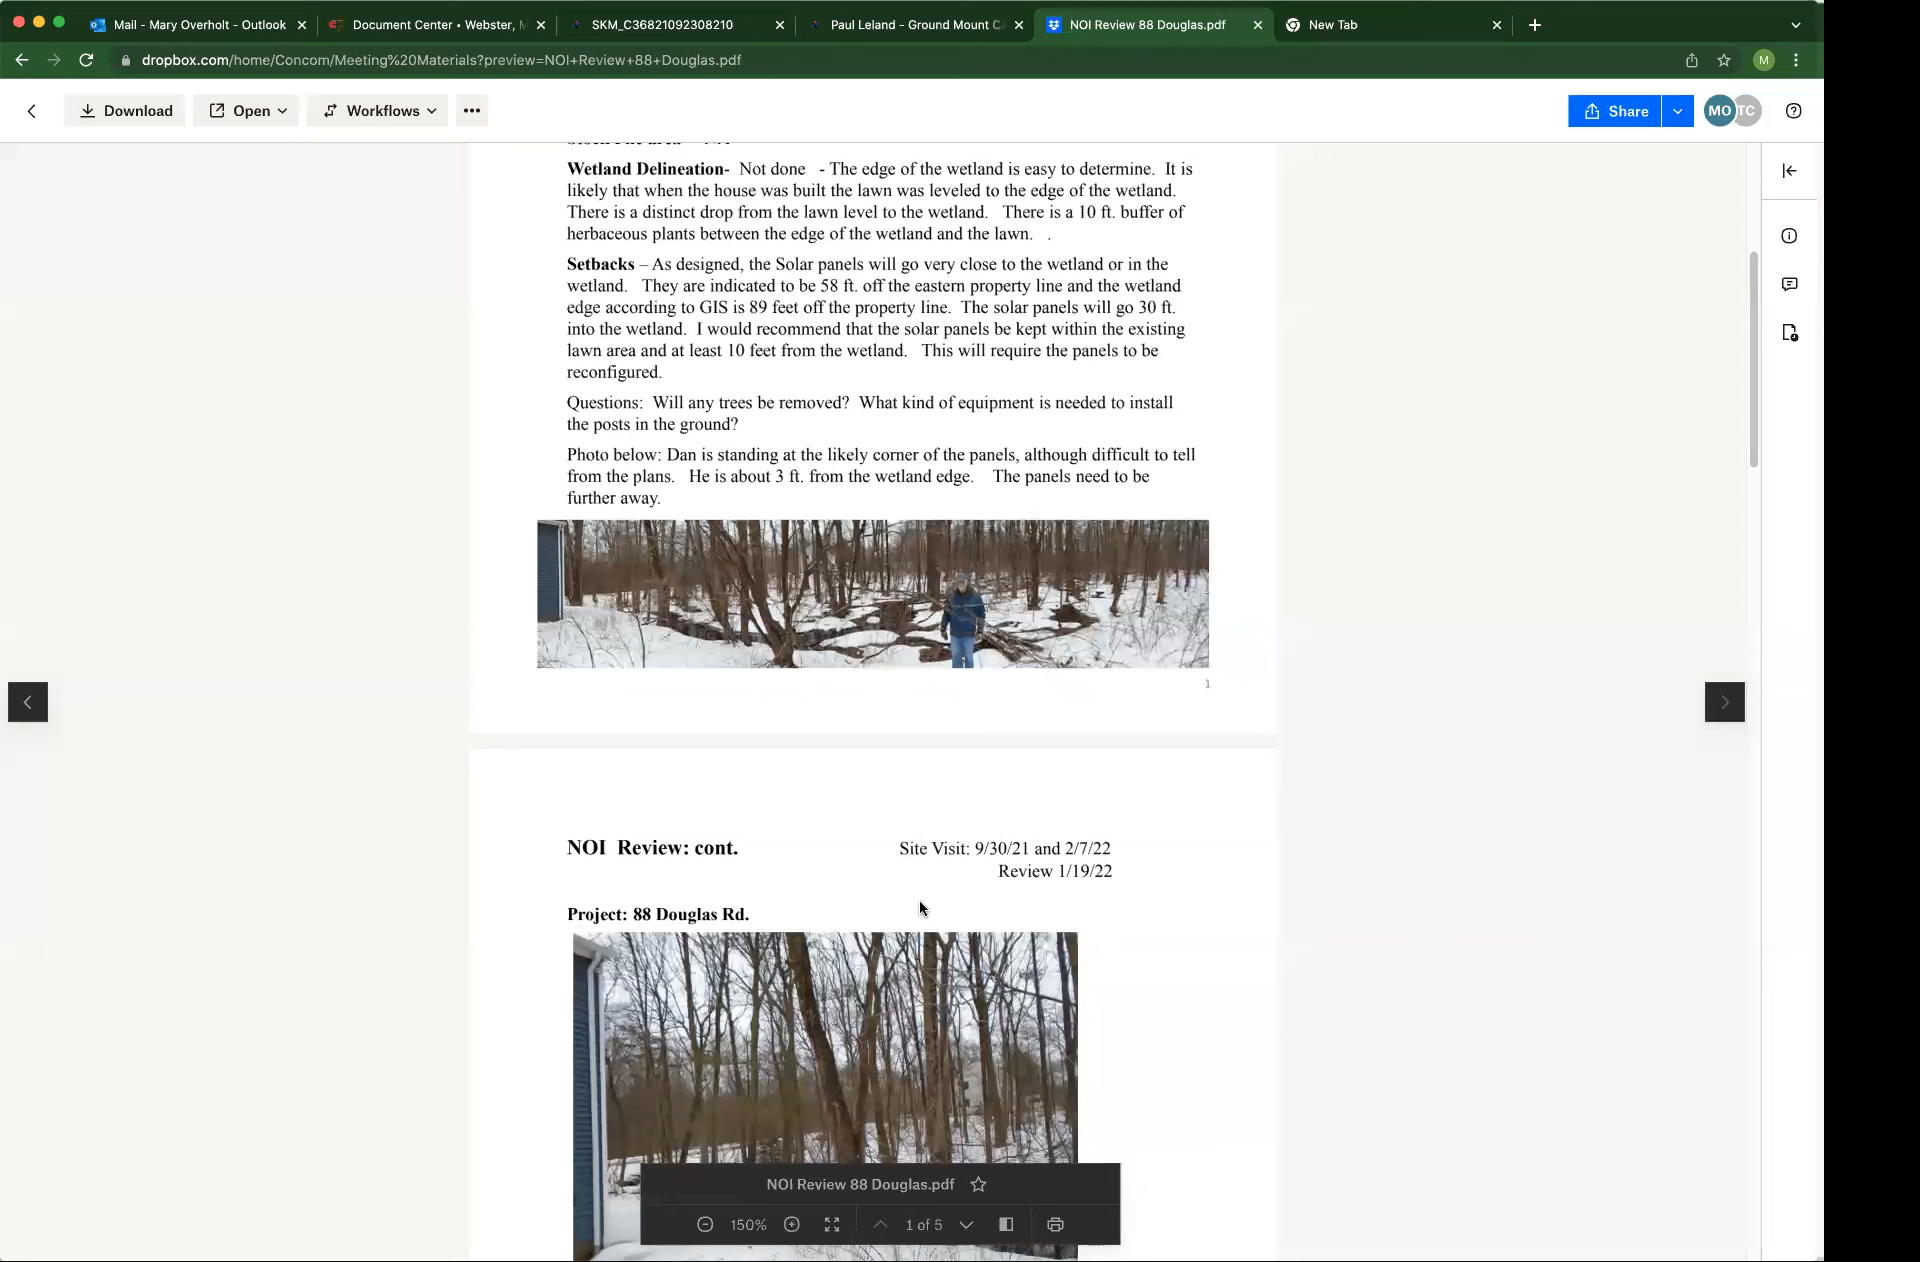 Mail - Mary Overholt - Outlook
Document Center • Webster, M
SKM_C36821092308210
Paul Leland - Ground Mount C
NOI Review 88 Douglas.pdf
New Tab
dropbox.com/home/Concom/Meeting%20Materials?preview=NOI+Review+88+Douglas.pdf
M
Download
Open
Workflows
Share
MO
TC
Wetland Delineation- Not done - The edge of the wetland is easy to determine. It is
likely that when the house was built the lawn was leveled to the edge of the wetland.
There is a distinct drop from the lawn level to the wetland. There is a 10 ft. buffer of
herbaceous plants between the edge of the wetland and the lawn. .
Setbacks – As designed, the Solar panels will go very close to the wetland or in the
wetland. They are indicated to be 58 ft. off the eastern property line and the wetland
edge according to GIS is 89 feet off the property line. The solar panels will go 30 ft.
into the wetland. I would recommend that the solar panels be kept within the existing
lawn area and at least 10 feet from the wetland. This will require the panels to be
reconfigured.
Questions: Will any trees be removed? What kind of equipment is needed to install
the posts in the ground?
Photo below: Dan is standing at the likely corner of the panels, although difficult to tell
from the plans. He is about 3 ft. from the wetland edge. The panels need to be
further away.
1
NOI Review: cont.
Site Visit: 9/30/21 and 2/7/22
Review 1/19/22
Project: 88 Douglas Rd.
NOI Review 88 Douglas.pdf
150%
1 of 5